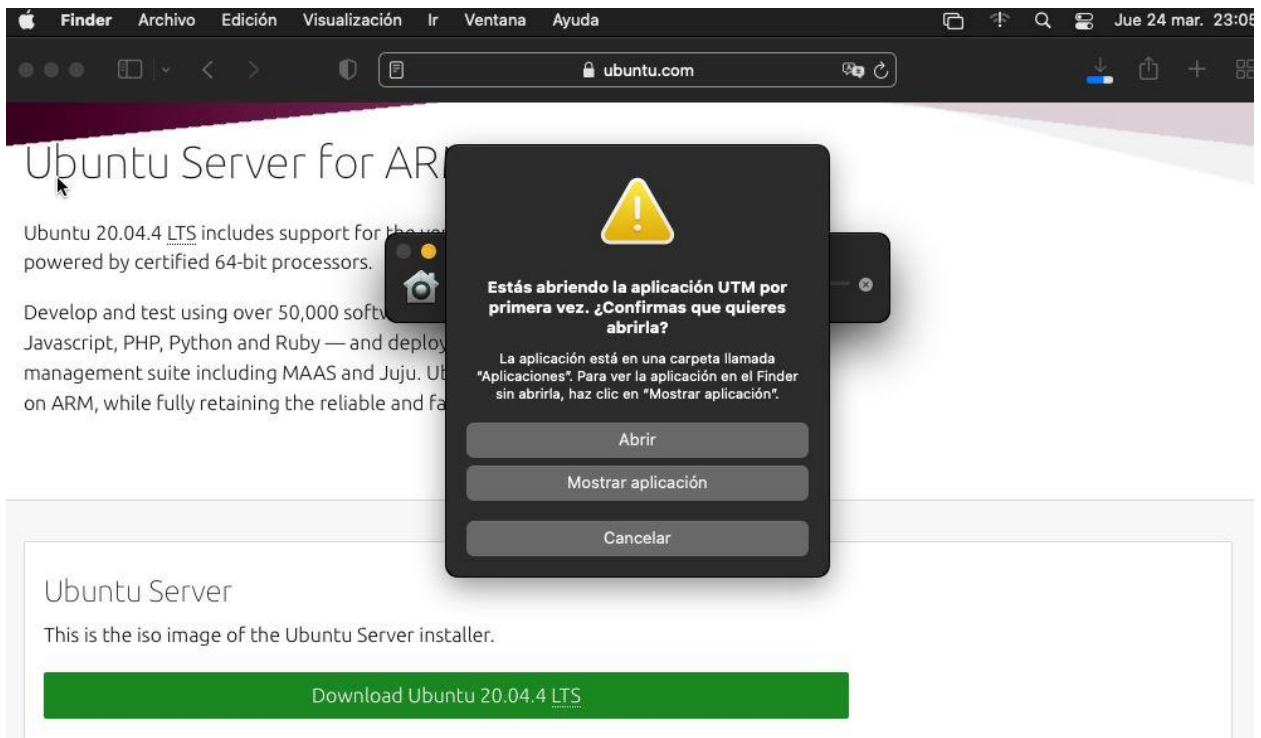 Finder Archivo Edición Visualización Ir Ventana Ayuda Jue 24 mar. 23:05
ubuntu.com
Ubuntu Server for AR
Ubuntu 20.04.4 LTS includes support for the
powered by certified 64-bit processors.
Develop and test using over 50,000
Javascript, PHP, Python and Ruby — and deploy
management suite including MAAS and Juju.
on ARM, while fully retaining the reliable and
Estás abriendo la aplicación UTM por
primera vez. ¿Confirmas que quieres
abrirla?
La aplicación está en una carpeta llamada
"Aplicaciones". Para ver la aplicación en el Finder
sin abrirla, haz clic en "Mostrar aplicación".
Abrir
Mostrar aplicación
Cancelar
Ubuntu Server
This is the iso image of the Ubuntu Server installer.
Download Ubuntu 20.04.4 LTS